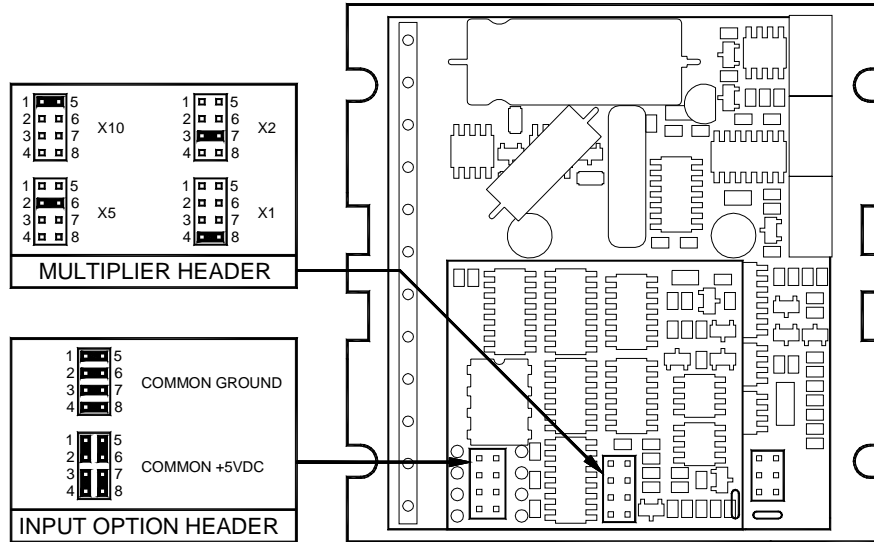 1 5 1 5
2 6 2 6
3 X10 7 3 X2 7
4 8 4 8
1 5 1 5
2 6 2 6
3 X5 7 3 X1 7
4 8 4 8
MULTIPLIER HEADER
1 5
2 6
3 7
4 8
COMMON GROUND
1 5
2 6
3 7
4 8
COMMON +5VDC
INPUT OPTION HEADER